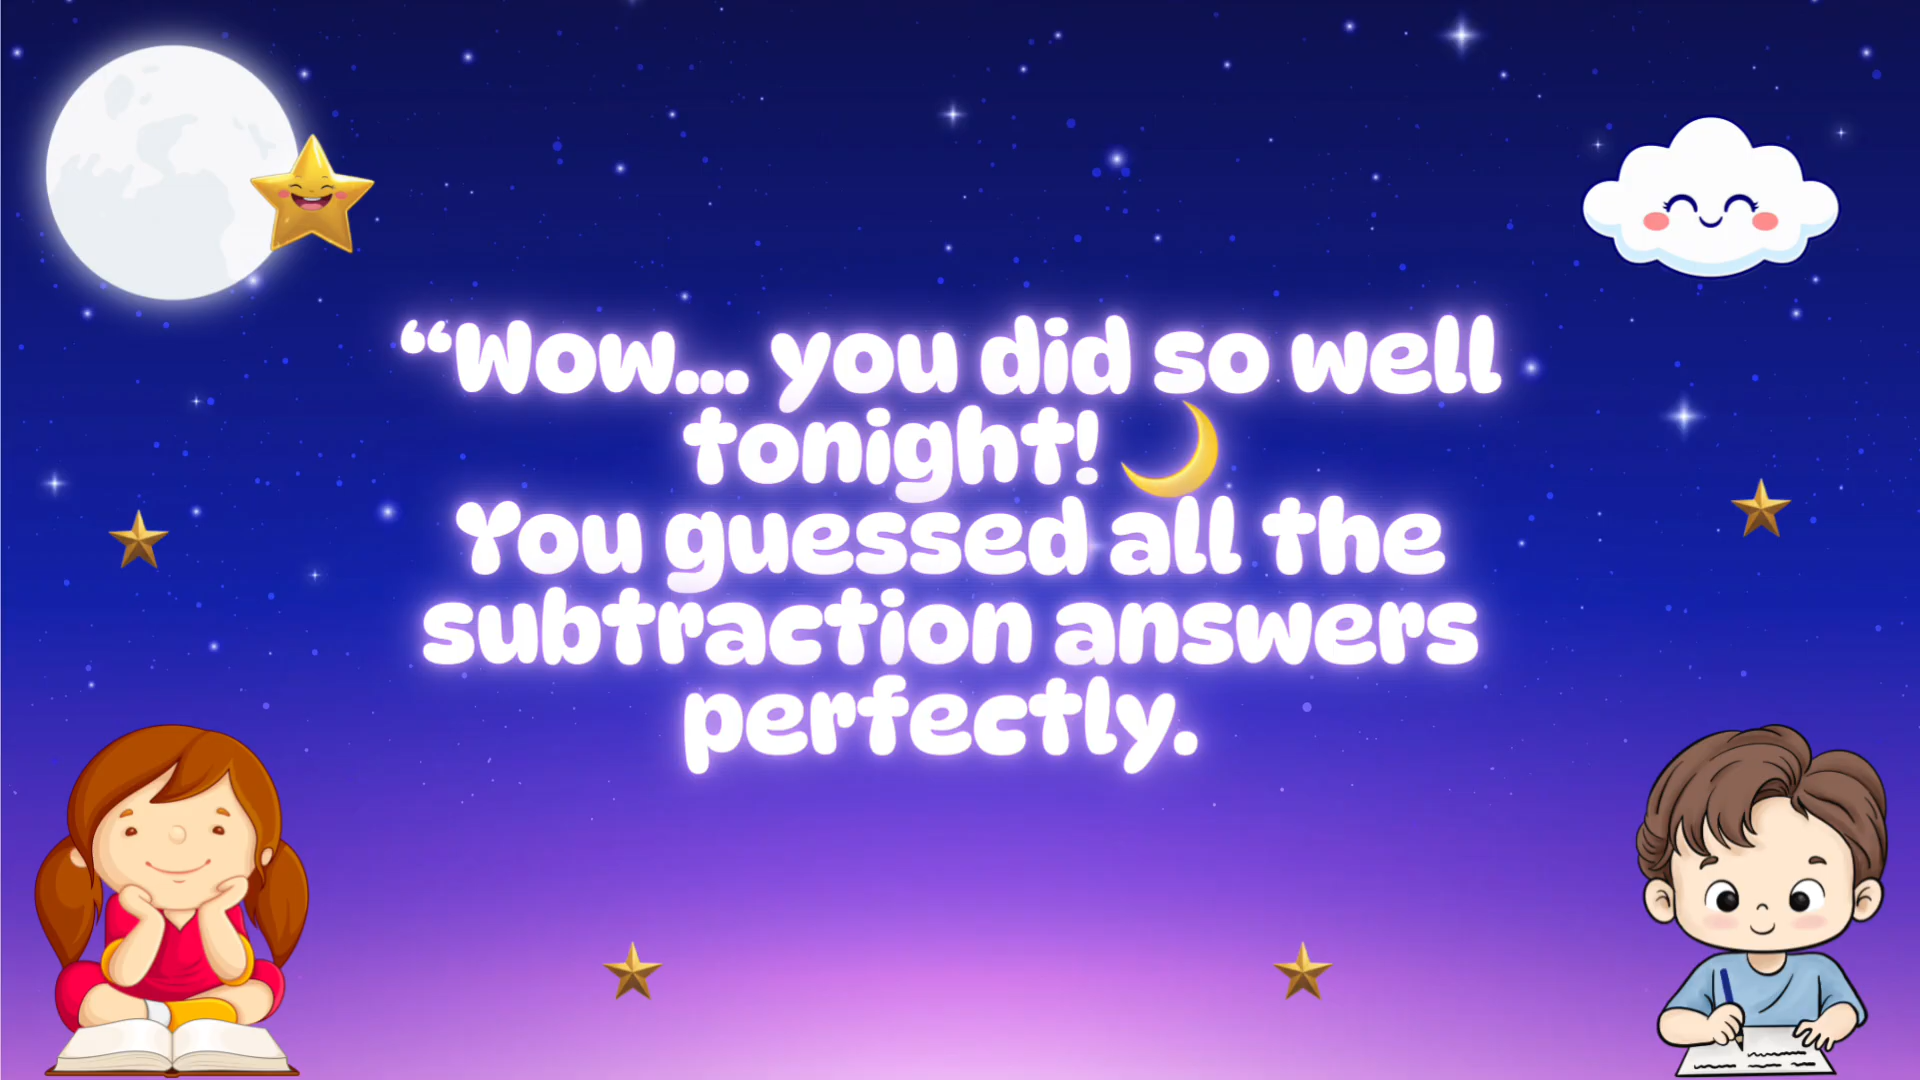 “Wow... you did so well
tonight! 🌙
You guessed all the
subtraction answers
perfectly.